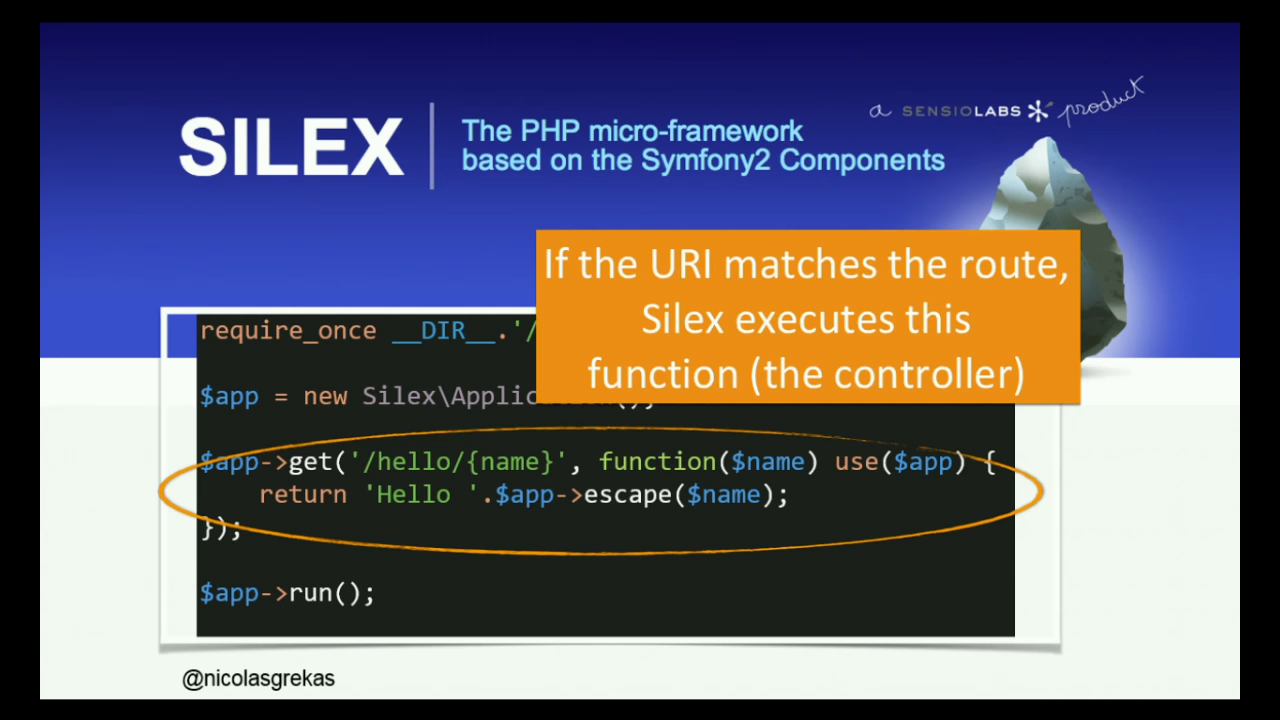 a SENSIOLABS product
SILEX
The PHP micro-framework
based on the Symfony2 Components
If the URI matches the route,
Silex executes this
function (the controller)
require_once __DIR__.'/
$app = new Silex\Application();
$app->get('/hello/{name}', function($name) use($app) {
return 'Hello '.$app->escape($name);
});
$app->run();
@nicolasgrekas